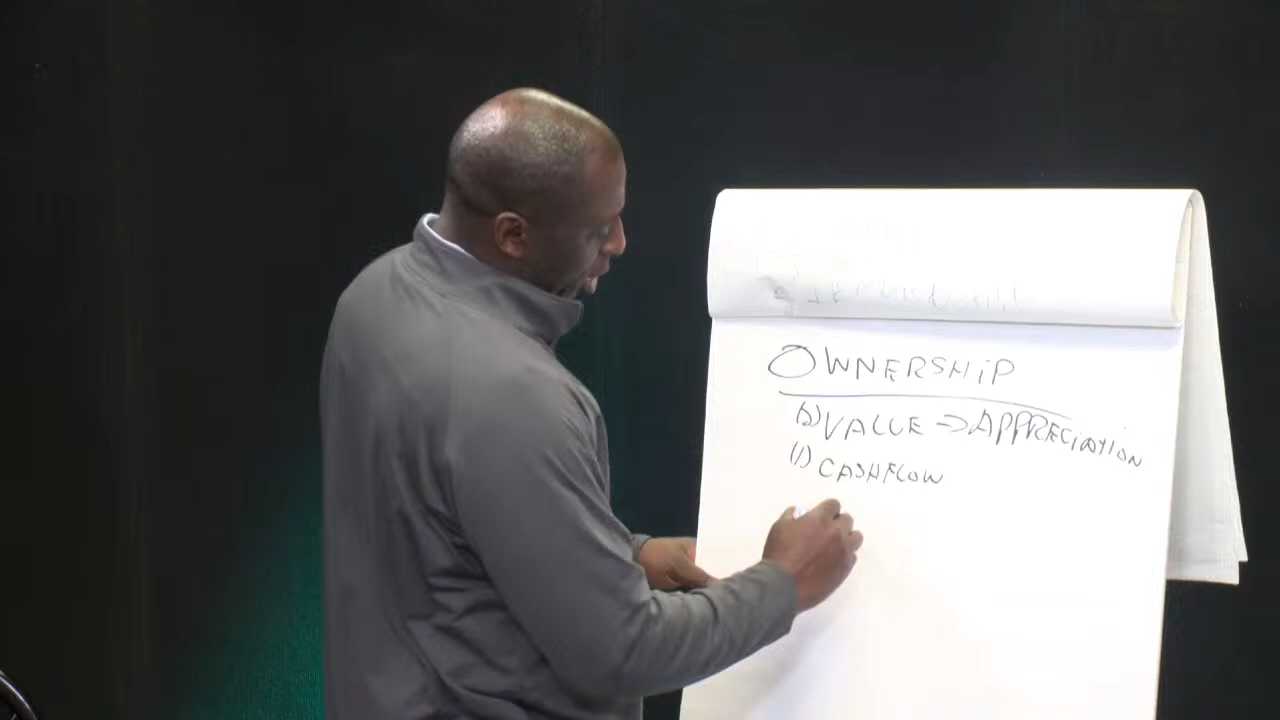 OWNERSHIP
(2) VALUE → APPRECIATION
(1) CASHFLOW